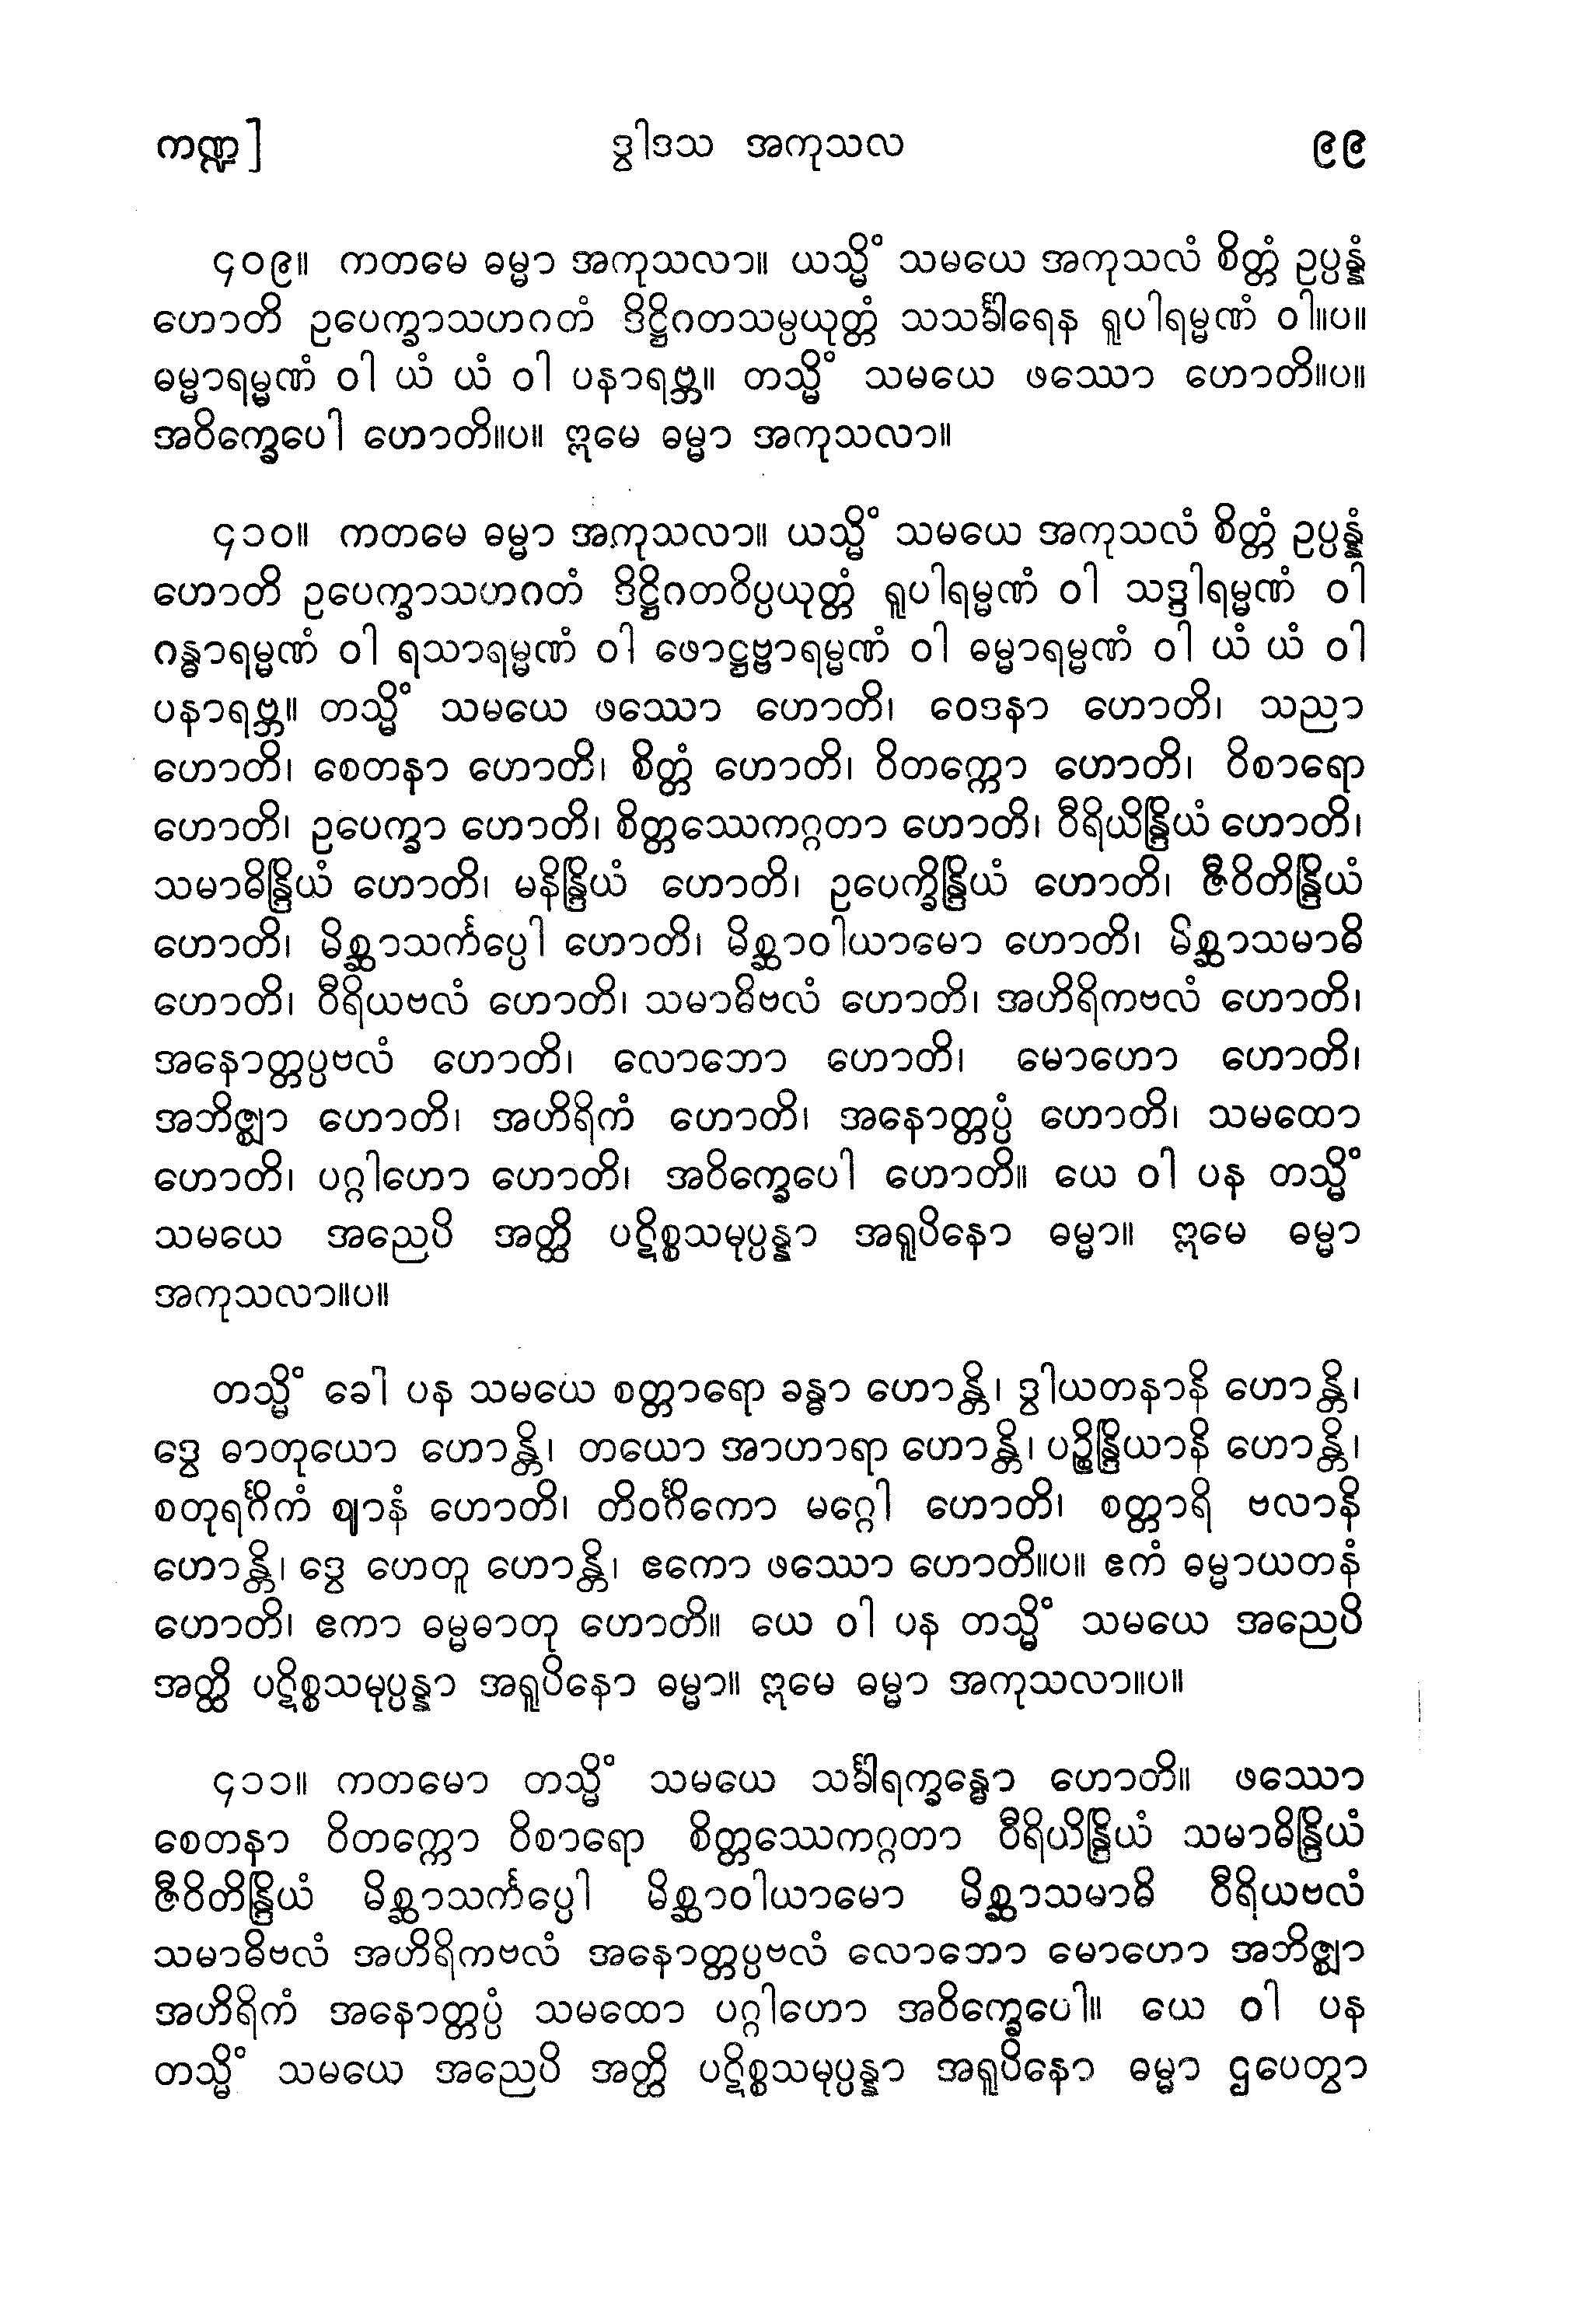 ကဏ္ဍ] ဒွါဒသ အကုသလ ၉၉
၄၀၉။ ကတမေ ဓမ္မာ အကုသလာ။ ယသ္မိံ သမယေ အကုသလံ စိတ္တံ ဥပ္ပန္နံ
ဟောတိ ဥပေက္ခာသဟဂတံ ဒိဋ္ဌိဂတသမ္ပယုတ္တံ သသင်္ခါရေန ရူပါရမ္မဏံ ဝါ။ပ။
ဓမ္မာရမ္မဏံ ဝါ ယံ ယံ ဝါ ပနာရဗ္ဘ။ တသ္မိံ သမယေ ဖဿော ဟောတိ။ပ။
အဝိက္ခေပေါ ဟောတိ။ပ။ ဣမေ ဓမ္မာ အကုသလာ။
၄၁၀။ ကတမေ ဓမ္မာ အကုသလာ။ ယသ္မိံ သမယေ အကုသလံ စိတ္တံ ဥပ္ပန္နံ
ဟောတိ ဥပေက္ခာသဟဂတံ ဒိဋ္ဌိဂတဝိပ္ပယုတ္တံ ရူပါရမ္မဏံ ဝါ သဒ္ဒါရမ္မဏံ ဝါ
ဂန္ဓာရမ္မဏံ ဝါ ရသာရမ္မဏံ ဝါ ဖောဋ္ဌဗ္ဗာရမ္မဏံ ဝါ ဓမ္မာရမ္မဏံ ဝါ ယံ ယံ ဝါ
ပနာရဗ္ဘ။ တသ္မိံ သမယေ ဖဿော ဟောတိ၊ ဝေဒနာ ဟောတိ၊ သညာ
ဟောတိ၊ စေတနာ ဟောတိ၊ စိတ္တံ ဟောတိ၊ ဝိတက္ကော ဟောတိ၊ ဝိစာရော
ဟောတိ၊ ဥပေက္ခာ ဟောတိ၊ စိတ္တဿေကဂ္ဂတာ ဟောတိ၊ ဝီရိယိန္ဒြိယံ ဟောတိ၊
သမာဓိန္ဒြိယံ ဟောတိ၊ မနိန္ဒြိယံ ဟောတိ၊ ဥပေက္ခိန္ဒြိယံ ဟောတိ၊ ဇီဝိတိန္ဒြိယံ
ဟောတိ၊ မိစ္ဆာသင်္ကပ္ပေါ ဟောတိ၊ မိစ္ဆာဝါယာမော ဟောတိ၊ မိစ္ဆာသမာဓိ
ဟောတိ၊ ဝီရိယဗလံ ဟောတိ၊ သမာဓိဗလံ ဟောတိ၊ အဟိရိကဗလံ ဟောတိ၊
အနောတ္တပ္ပဗလံ ဟောတိ၊ လောဘော ဟောတိ၊ မောဟော ဟောတိ၊
အဘိဇ္ဈာ ဟောတိ၊ အဟိရိကံ ဟောတိ၊ အနောတ္တပ္ပံ ဟောတိ၊ သမထော
ဟောတိ၊ ပဂ္ဂါဟော ဟောတိ၊ အဝိက္ခေပေါ ဟောတိ။ ယေ ဝါ ပန တသ္မိံ
သမယေ အညေပိ အတ္ထိ ပဋိစ္စသမုပ္ပန္နာ အရူပိနော ဓမ္မာ။ ဣမေ ဓမ္မာ
အကုသလာ။ပ။
တသ္မိံ ခေါ ပန သမယေ စတ္တာရော ခန္ဓာ ဟောန္တိ၊ ဒွါယတနာနိ ဟောန္တိ၊
ဒွေ ဓာတုယော ဟောန္တိ၊ တယော အာဟာရာ ဟောန္တိ၊ ပဉ္စိန္ဒြိယာနိ ဟောန္တိ၊
စတုရင်္ဂိကံ ဈာနံ ဟောတိ၊ တိဝင်္ဂိကော မဂ္ဂေါ ဟောတိ၊ စတ္တာရိ ဗလာနိ
ဟောန္တိ၊ ဒွေ ဟေတူ ဟောန္တိ၊ ဧကော ဖဿော ဟောတိ။ပ။ ဧကံ ဓမ္မာယတနံ
ဟောတိ၊ ဧကာ ဓမ္မဓာတု ဟောတိ။ ယေ ဝါ ပန တသ္မိံ သမယေ အညေပိ
အတ္ထိ ပဋိစ္စသမုပ္ပန္နာ အရူပိနော ဓမ္မာ။ ဣမေ ဓမ္မာ အကုသလာ။ပ။
၄၁၁။ ကတမော တသ္မိံ သမယေ သင်္ခါရက္ခန္ဓော ဟောတိ။ ဖဿော
စေတနာ ဝိတက္ကော ဝိစာရော စိတ္တဿေကဂ္ဂတာ ဝီရိယိန္ဒြိယံ သမာဓိန္ဒြိယံ
ဇီဝိတိန္ဒြိယံ မိစ္ဆာသင်္ကပ္ပေါ မိစ္ဆာဝါယာမော မိစ္ဆာသမာဓိ ဝီရိယဗလံ
သမာဓိဗလံ အဟိရိကဗလံ အနောတ္တပ္ပဗလံ လောဘော မောဟော အဘိဇ္ဈာ
အဟိရိကံ အနောတ္တပ္ပံ သမထော ပဂ္ဂါဟော အဝိက္ခေပေါ။ ယေ ဝါ ပန
တသ္မိံ သမယေ အညေပိ အတ္ထိ ပဋိစ္စသမုပ္ပန္နာ အရူပိနော ဓမ္မာ ဌပေတွာ